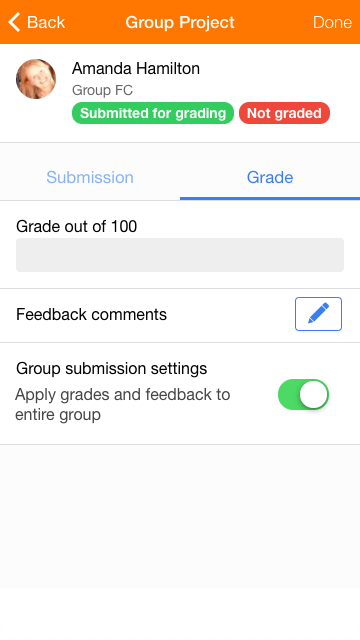 Back Group Project Done
Amanda Hamilton
Group FC
Submitted for grading Not graded
Submission Grade
Grade out of 100
Feedback comments
Group submission settings
Apply grades and feedback to
entire group